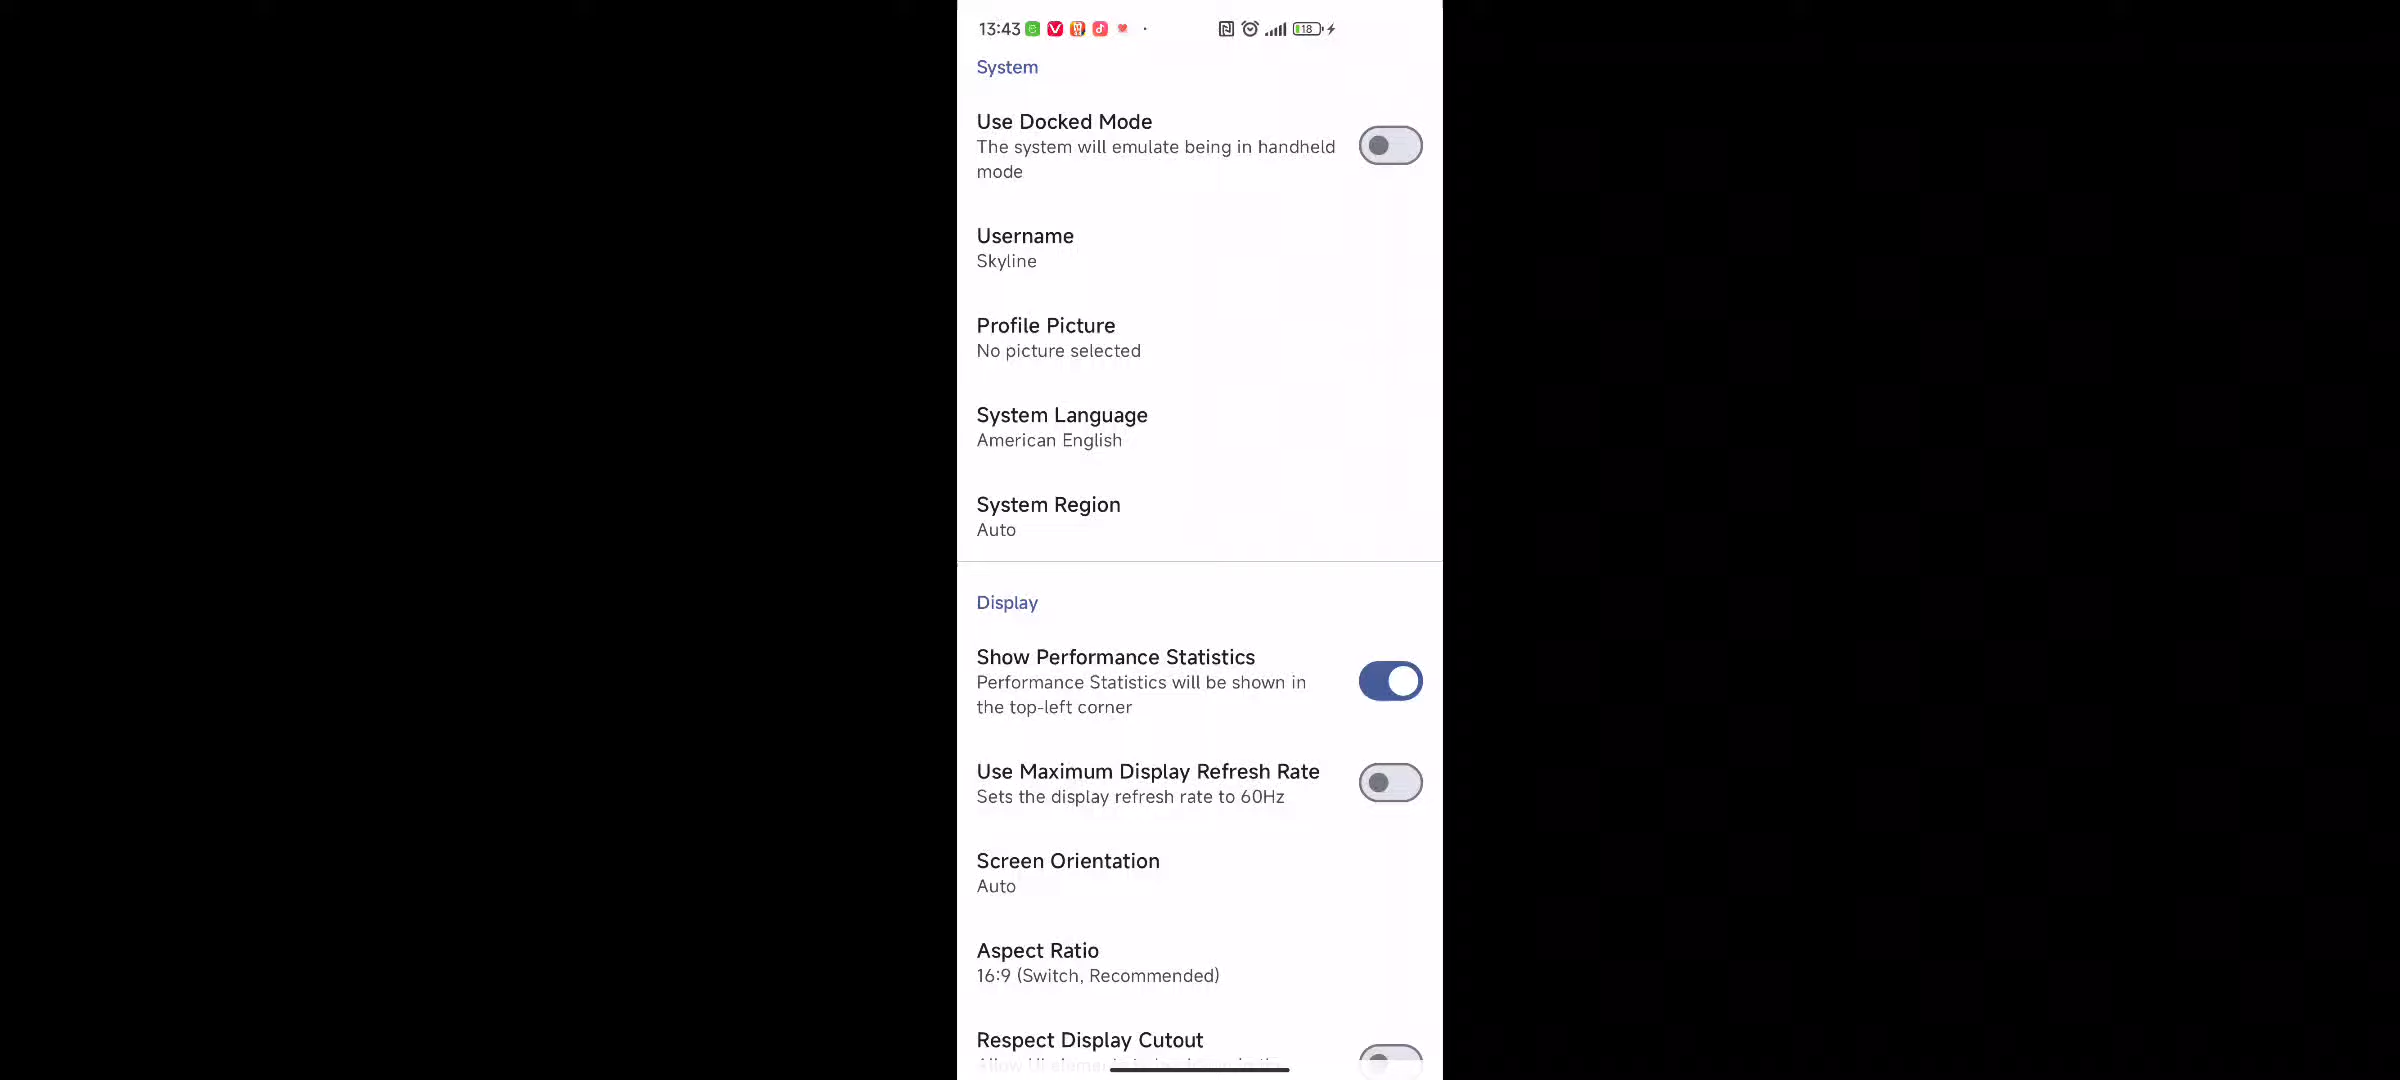 13:43
18
System
Use Docked Mode
The system will emulate being in handheld
mode
Username
Skyline
Profile Picture
No picture selected
System Language
American English
System Region
Auto
Display
Show Performance Statistics
Performance Statistics will be shown in
the top-left corner
Use Maximum Display Refresh Rate
Sets the display refresh rate to 60Hz
Screen Orientation
Auto
Aspect Ratio
16:9 (Switch, Recommended)
Respect Display Cutout